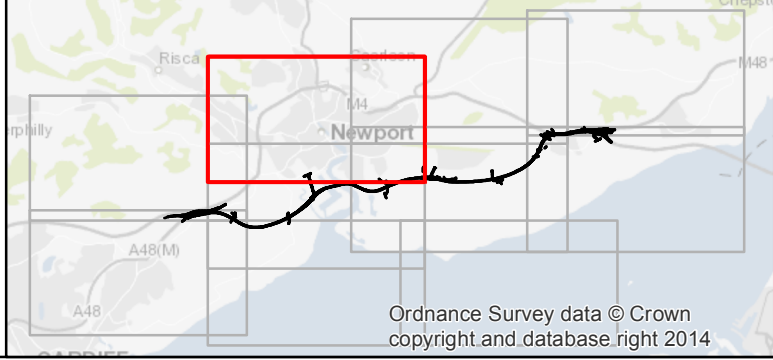 Chepst
Risca
Caerleon
M48
M4
erphilly
Newport
A48(M)
A48
Ordnance Survey data © Crown
copyright and database right 2014
CARDIFF